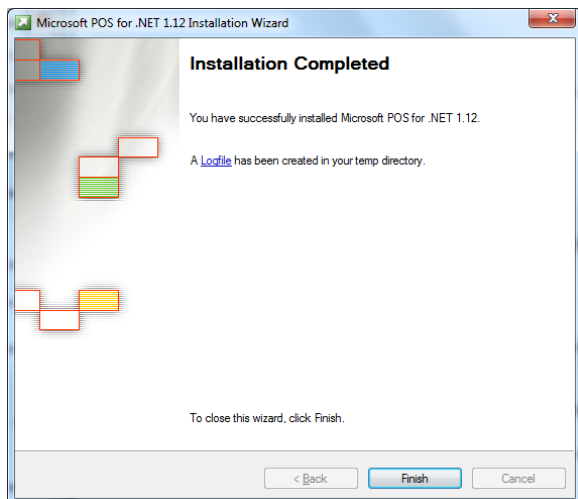 Microsoft POS for .NET 1.12 Installation Wizard
Installation Completed
You have successfully installed Microsoft POS for .NET 1.12.
A Logfile has been created in your temp directory.
To close this wizard, click Finish.
< Back
Finish
Cancel